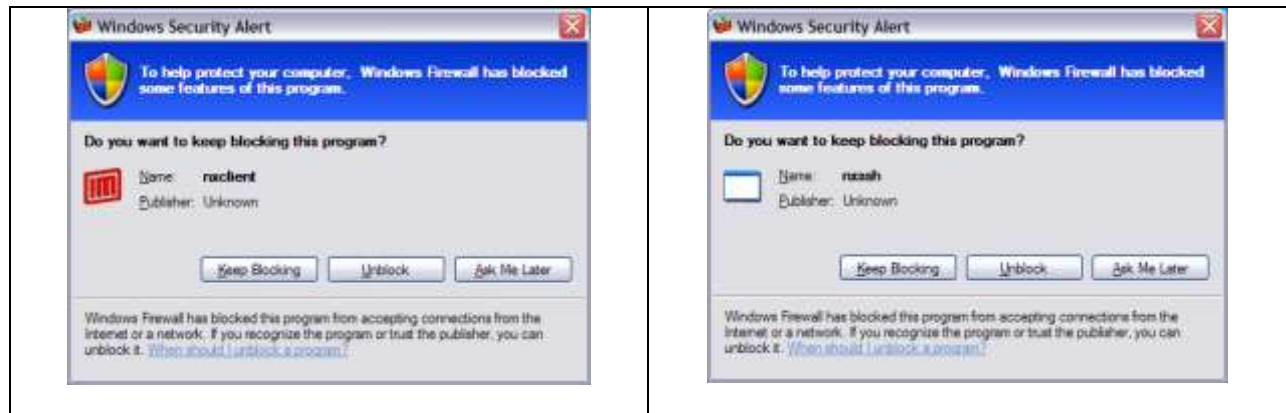 Windows Security Alert
To help protect your computer, Windows Firewall has blocked
some features of this program.
Do you want to keep blocking this program?
Name: nxclient
Publisher: Unknown
Keep Blocking Unblock Ask Me Later
Windows Firewall has blocked this program from accepting connections from the
Internet or a network. If you recognize the program or trust the publisher, you can
unblock it. When should I unblock a program?
Windows Security Alert
To help protect your computer, Windows Firewall has blocked
some features of this program.
Do you want to keep blocking this program?
Name: nxssh
Publisher: Unknown
Keep Blocking Unblock Ask Me Later
Windows Firewall has blocked this program from accepting connections from the
Internet or a network. If you recognize the program or trust the publisher, you can
unblock it. When should I unblock a program?